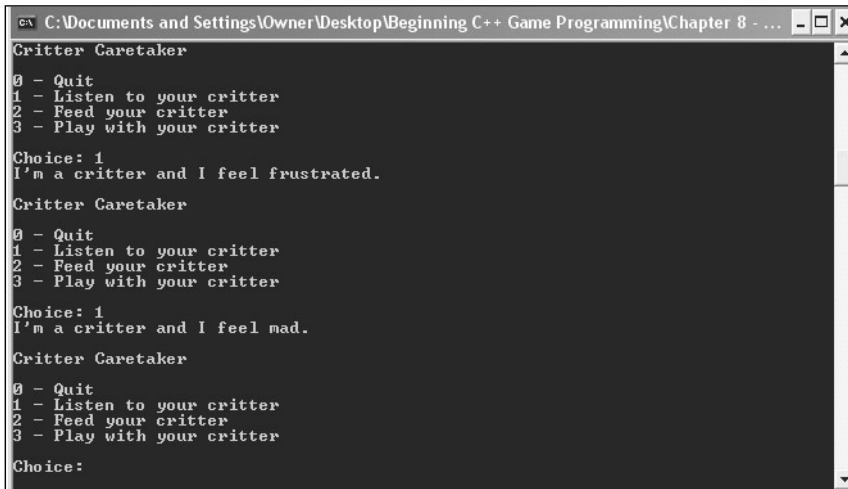 C:\Documents and Settings\Owner\Desktop\Beginning C++ Game Programming\Chapter 8 - ...
Critter Caretaker
0 - Quit
1 - Listen to your critter
2 - Feed your critter
3 - Play with your critter
Choice: 1
I'm a critter and I feel frustrated.
Critter Caretaker
0 - Quit
1 - Listen to your critter
2 - Feed your critter
3 - Play with your critter
Choice: 1
I'm a critter and I feel mad.
Critter Caretaker
0 - Quit
1 - Listen to your critter
2 - Feed your critter
3 - Play with your critter
Choice: